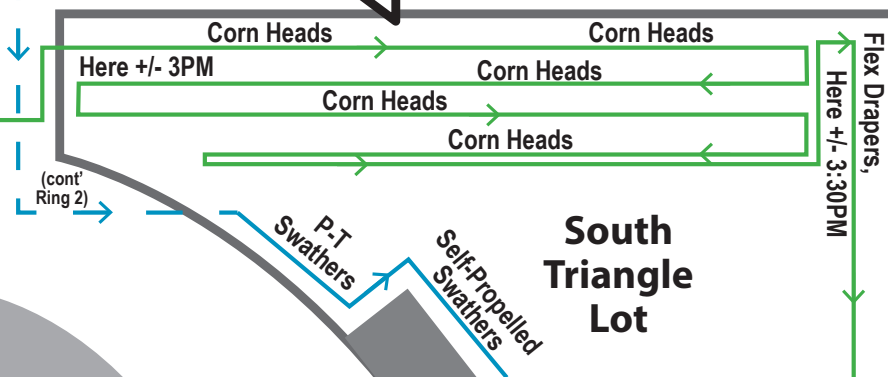 Corn Heads
Corn Heads
Here +/- 3PM
Corn Heads
Corn Heads
Corn Heads
Flex Drapers,
Here +/- 3:30PM
(cont'
Ring 2)
P-T
Swathers
Self-Propelled
Swathers
South
Triangle
Lot